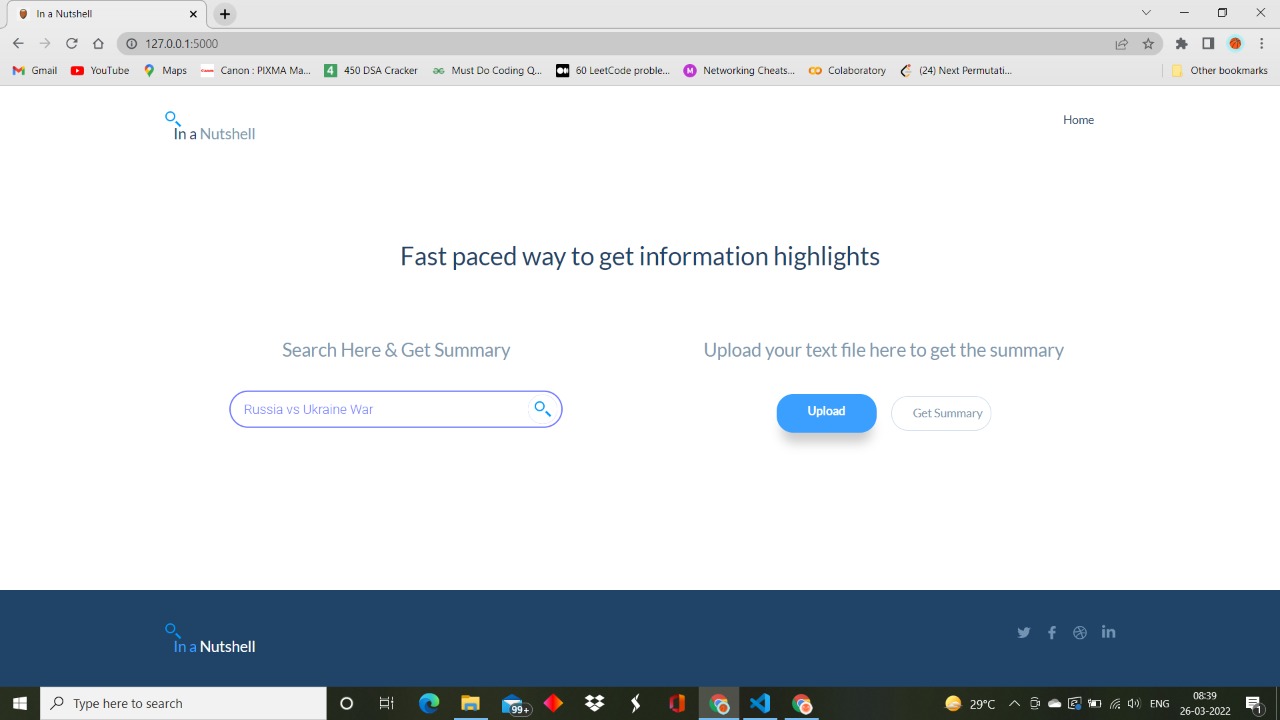 In a Nutshell
127.0.0.1:5000
Gmail YouTube Maps Canon : PIXMA Ma... 450 DSA Cracker Must Do Coding Q... 60 LeetCode proble... Networking Cheats... Colaboratory (24) Next Permutati... Other bookmarks
In a Nutshell
Home
Fast paced way to get information highlights
Search Here & Get Summary
Upload your text file here to get the summary
Russia vs Ukraine War
Upload
Get Summary
In a Nutshell
Type here to search
99+
29°C
ENG
08:39
26-03-2022